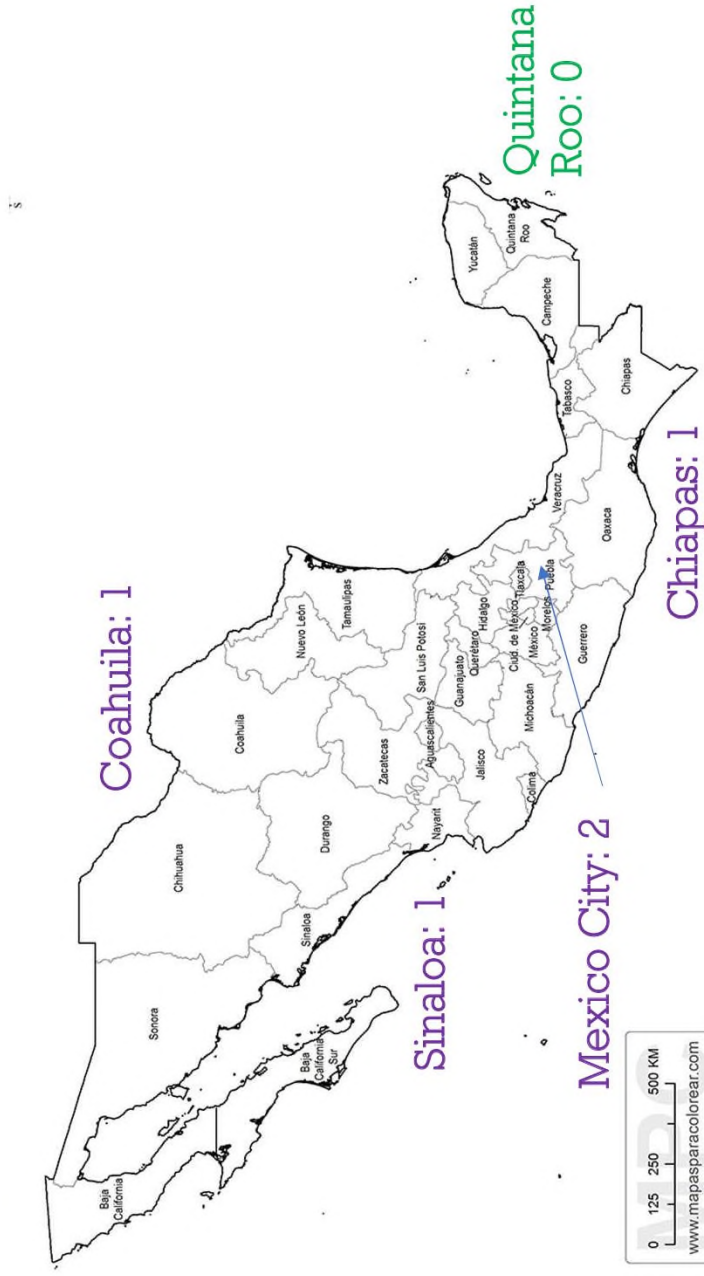 s
Coahuila: 1
Quintana
Roo: 0
Sinaloa: 1
Mexico City: 2
Chiapas: 1
Baja
California
Sonora
Chihuahua
Coahuila
Nuevo León
Tamaulipas
Baja
California
Sur
Sinaloa
Durango
Zacatecas
San Luis Potosí
Nayarit
Aguascalientes
Jalisco
Guanajuato
Querétaro
Hidalgo
Colima
Michoacán
México
Ciud. de México
Tlaxcala
Morelos
Puebla
Veracruz
Guerrero
Oaxaca
Tabasco
Chiapas
Campeche
Yucatán
Quintana
Roo
0 125 250 500 KM
www.mapasparacolorear.com